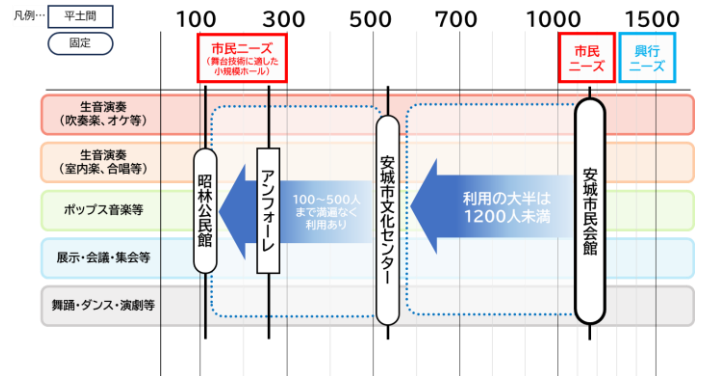 凡例… 平土間
固定
100 300 500 700 1000 1500
市民ニーズ
（舞台技術に適した
小規模ホール）
市民
ニーズ
興行
ニーズ
生音演奏
（吹奏楽、オケ等）
生音演奏
（室内楽、合唱等）
ポップス音楽等
展示・会議・集会等
舞踊・ダンス・演劇等
昭林公民館
アンフォーレ
100～500人
まで満遍なく
利用あり
安城市文化センター
利用の大半は
1200人未満
安城市民会館